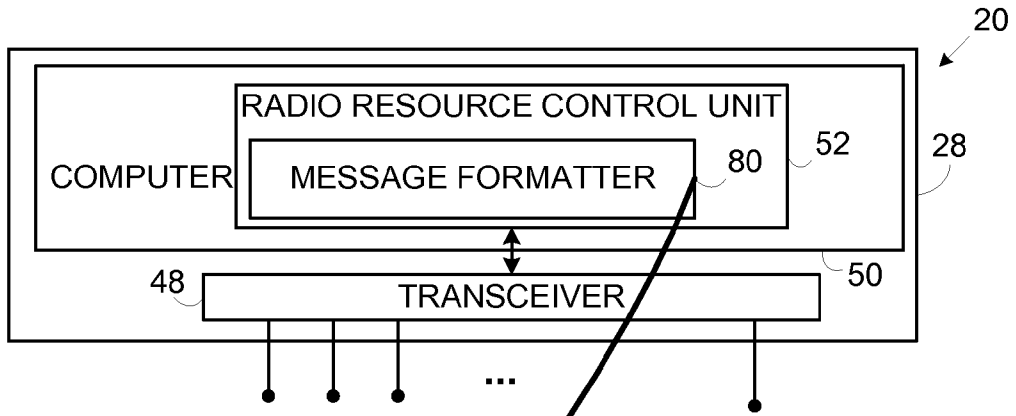 20
RADIO RESOURCE CONTROL UNIT
52
28
COMPUTER
MESSAGE FORMATTER
80
50
48
TRANSCEIVER
...